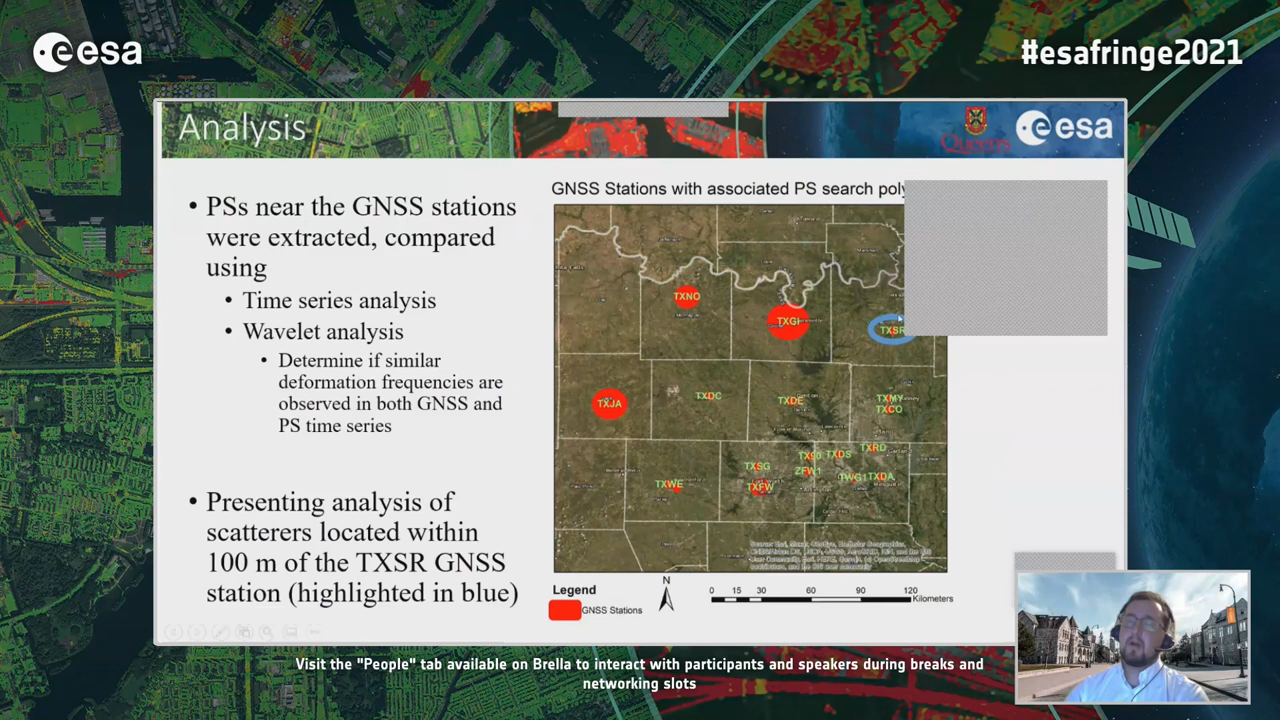 esa
#esafringe2021
Analysis
QUEEN'S
esa
• PSs near the GNSS stations
were extracted, compared
using
• Time series analysis
• Wavelet analysis
• Determine if similar
deformation frequencies are
observed in both GNSS and
PS time series
• Presenting analysis of
scatterers located within
100 m of the TXSR GNSS
station (highlighted in blue)
GNSS Stations with associated PS search poly
TXNO
TXGI
TXSR
TXJA
TXDC
TXDE
TXMY
TXCO
TXRD
TX90
TXDS
TXSG
ZFW1
TWG1
TXDA
TXWE
TXFW
Legend
GNSS Stations
N
0 15 30 60 90 120
Kilometers
Visit the "People" tab available on Brella to interact with participants and speakers during breaks and
networking slots